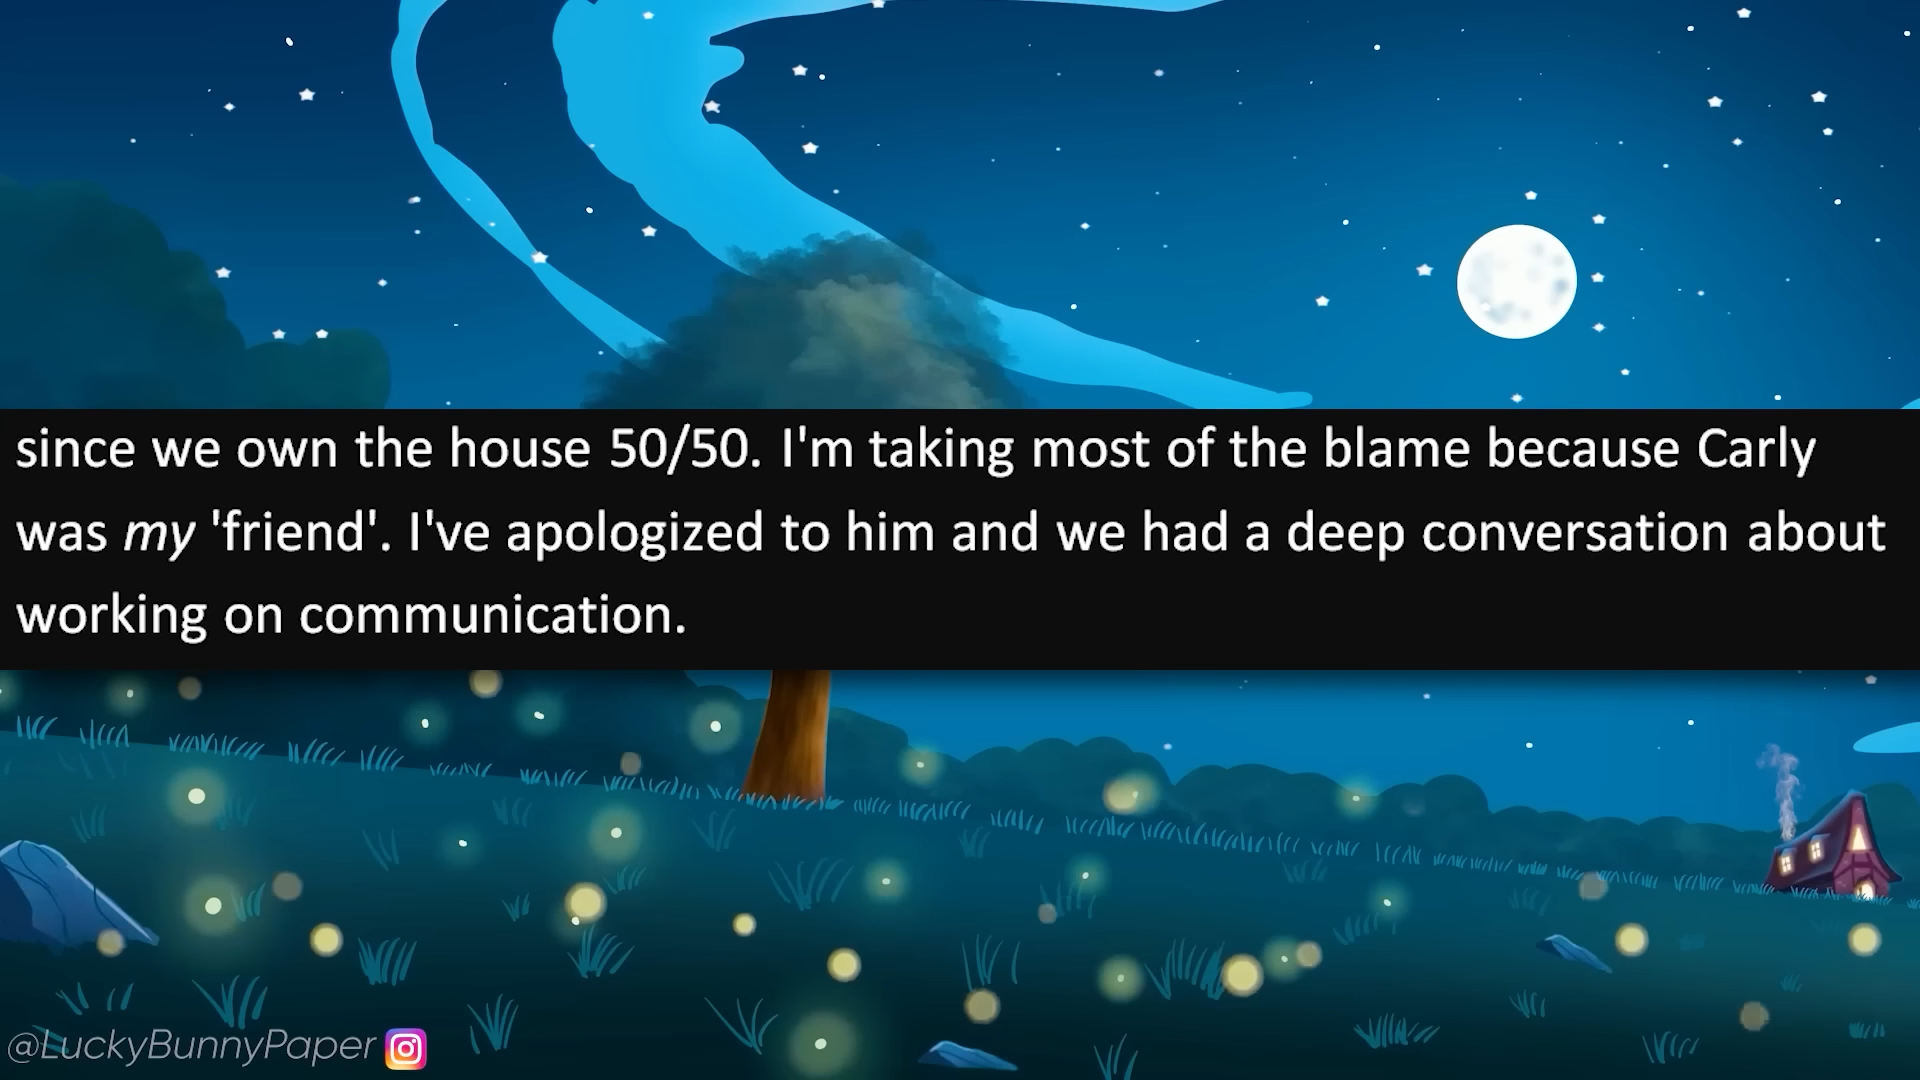 since we own the house 50/50. I'm taking most of the blame because Carly
was my 'friend'. I've apologized to him and we had a deep conversation about
working on communication.
@LuckyBunnyPaper